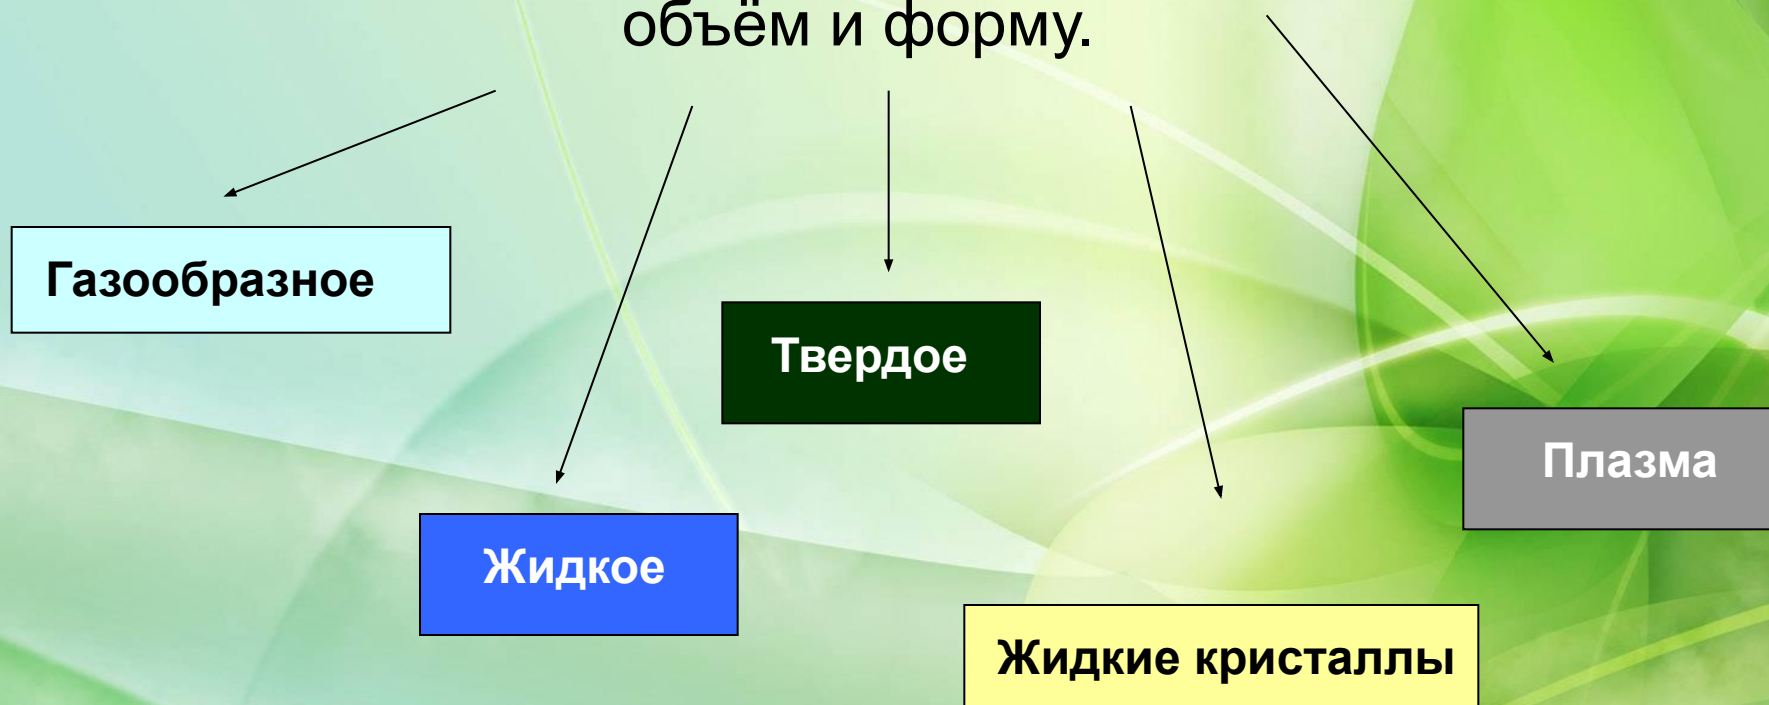 объём и форму.
Газообразное
Твердое
Плазма
Жидкое
Жидкие кристаллы